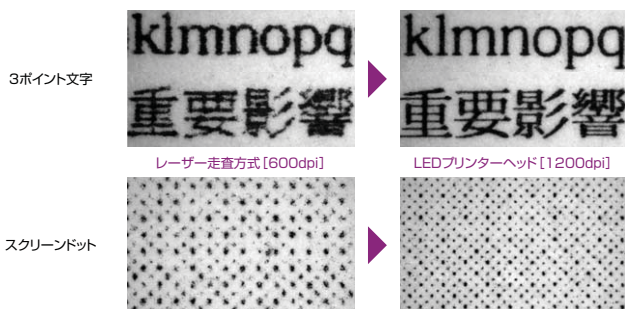 klmnopq
klmnopq
3ポイント文字
重要影響
重要影響
レーザー走査方式[600dpi]
LEDプリンターヘッド[1200dpi]
スクリーンドット